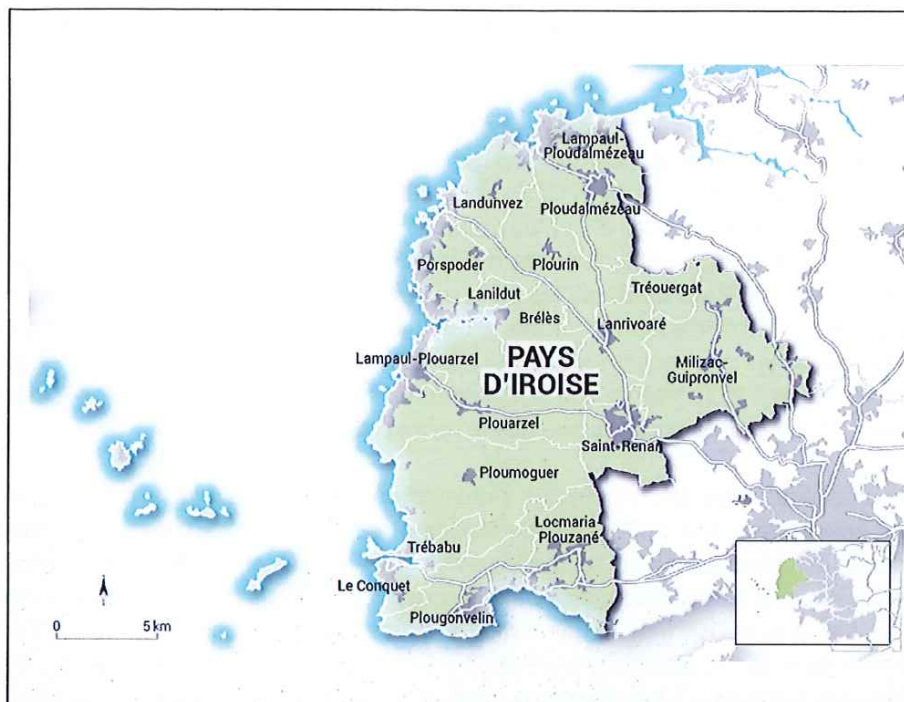 Lampaul-
Ploudalmézeau
Landunvez
Ploudalmézeau
Porspoder
Plourin
Tréouergat
Lanildut
Brélès
Lanrivoaré
Lampaul-Plouarzel
PAYS
D'IROISE
Milizac-
Guipronvel
Plouarzel
Saint-Renan
Ploumoguer
Locmaria
Plouzané
Trébabu
Le Conquet
Plougonvelin
0 5 km